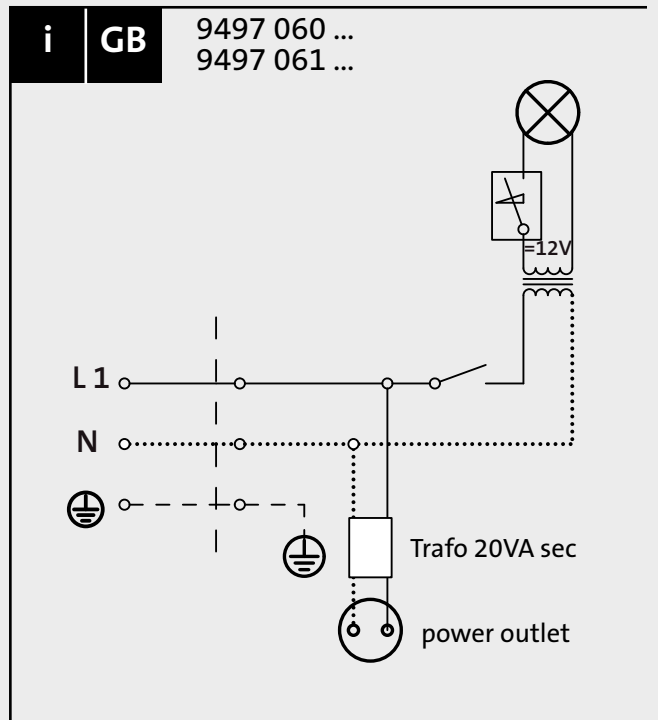 i GB
9497 060 ...
9497 061 ...
=12V
L 1
N
Trafo 20VA sec
power outlet